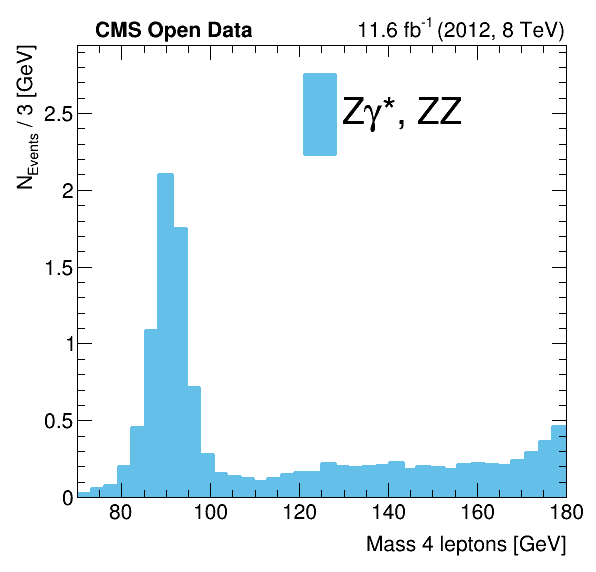 CMS Open Data 11.6 fb⁻¹ (2012, 8 TeV)
N_Events / 3 [GeV]
Zγ*, ZZ
2.5
2
1.5
1
0.5
0
80 100 120 140 160 180
Mass 4 leptons [GeV]